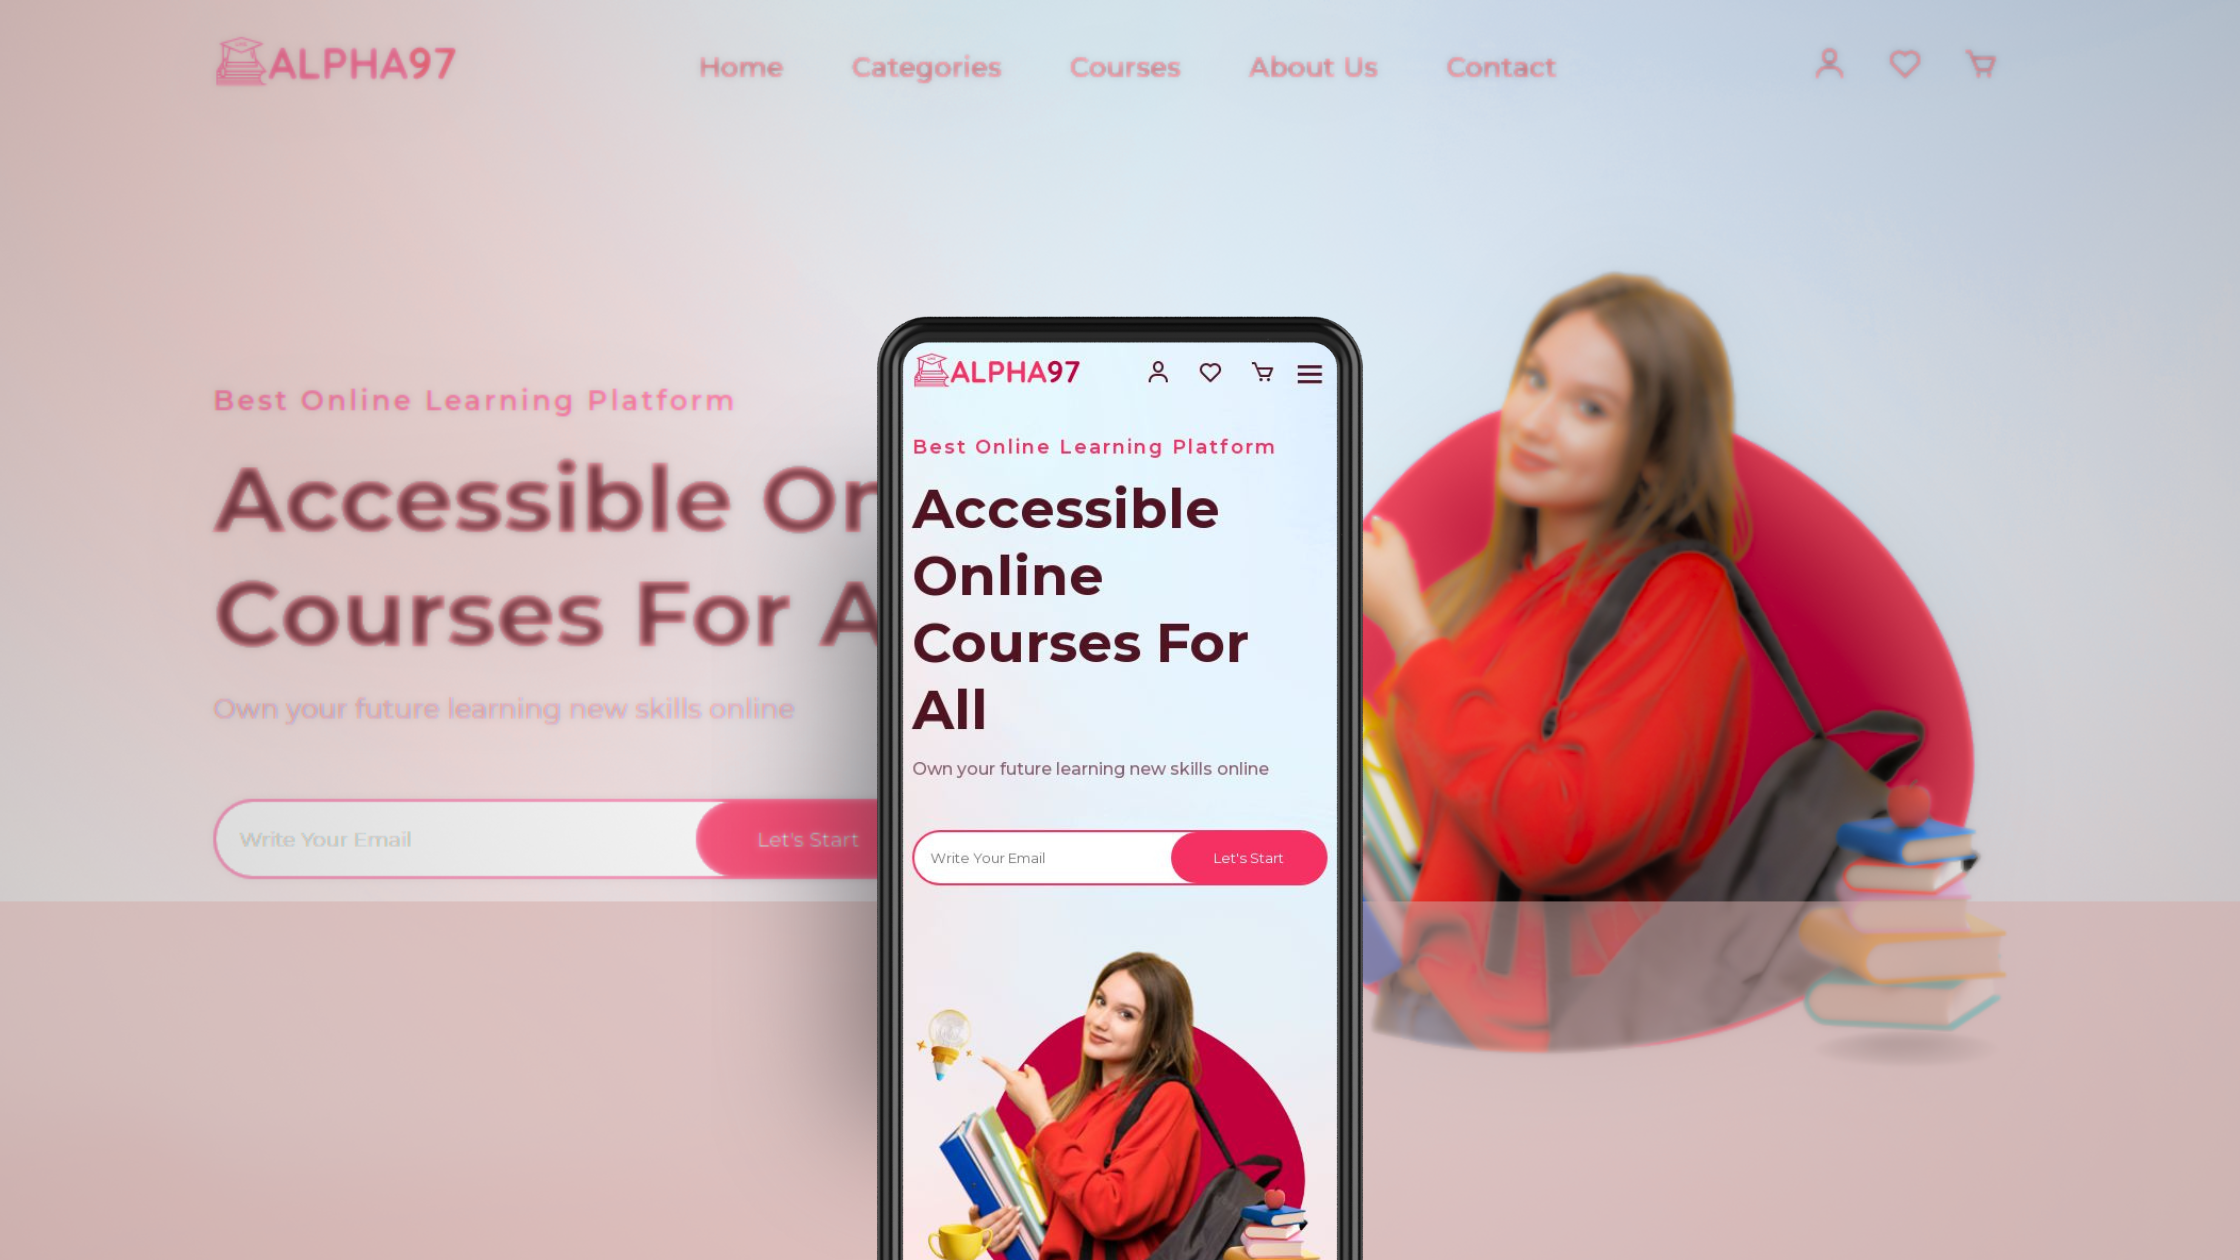 ALPHA97
Home
Categories
Courses
About Us
Contact
Best Online Learning Platform
Accessible On
Courses For A
Own your future learning new skills online
Write Your Email
Let's Start
ALPHA97
Best Online Learning Platform
Accessible
Online
Courses For
All
Own your future learning new skills online
Write Your Email
Let's Start